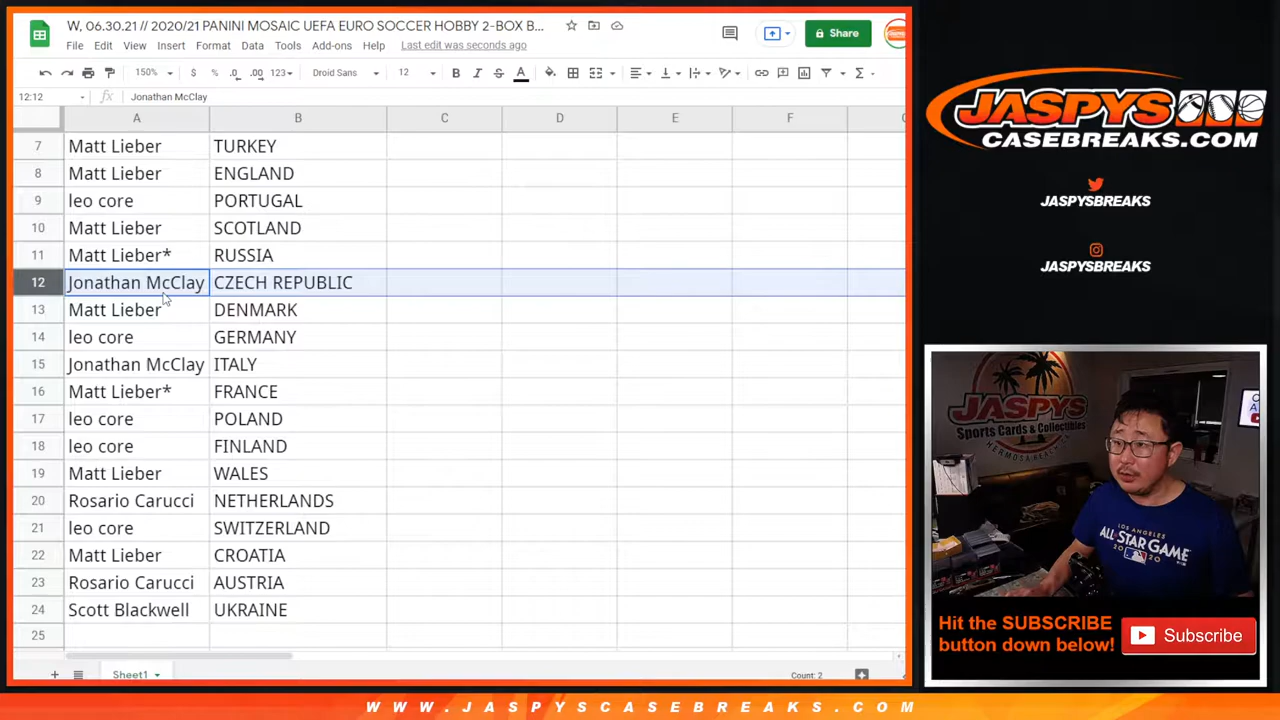 W, 06.30.21 // 2020/21 PANINI MOSAIC UEFA EURO SOCCER HOBBY 2-BOX B...
Share
File Edit View Insert Format Data Tools Add-ons Help Last edit was seconds ago
150% $ % .0 .00 123 Droid Sans 12 B I S A
12:12 fx Jonathan McClay
A B C D E F
7 Matt Lieber TURKEY
8 Matt Lieber ENGLAND
9 leo core PORTUGAL
10 Matt Lieber SCOTLAND
11 Matt Lieber* RUSSIA
12 Jonathan McClay CZECH REPUBLIC
13 Matt Lieber DENMARK
14 leo core GERMANY
15 Jonathan McClay ITALY
16 Matt Lieber* FRANCE
17 leo core POLAND
18 leo core FINLAND
19 Matt Lieber WALES
20 Rosario Carucci NETHERLANDS
21 leo core SWITZERLAND
22 Matt Lieber CROATIA
23 Rosario Carucci AUSTRIA
24 Scott Blackwell UKRAINE
25
Sheet1
Count: 2
JASPYS
CASEBREAKS.COM
JASPYSBREAKS
JASPYSBREAKS
JASPYS
Sports Cards & Collectibles
HERMOSA BEACH
LOS ANGELES
ALL-STAR GAME
2020
Hit the SUBSCRIBE
button down below!
Subscribe
WWW.JASPYSCASEBREAKS.COM